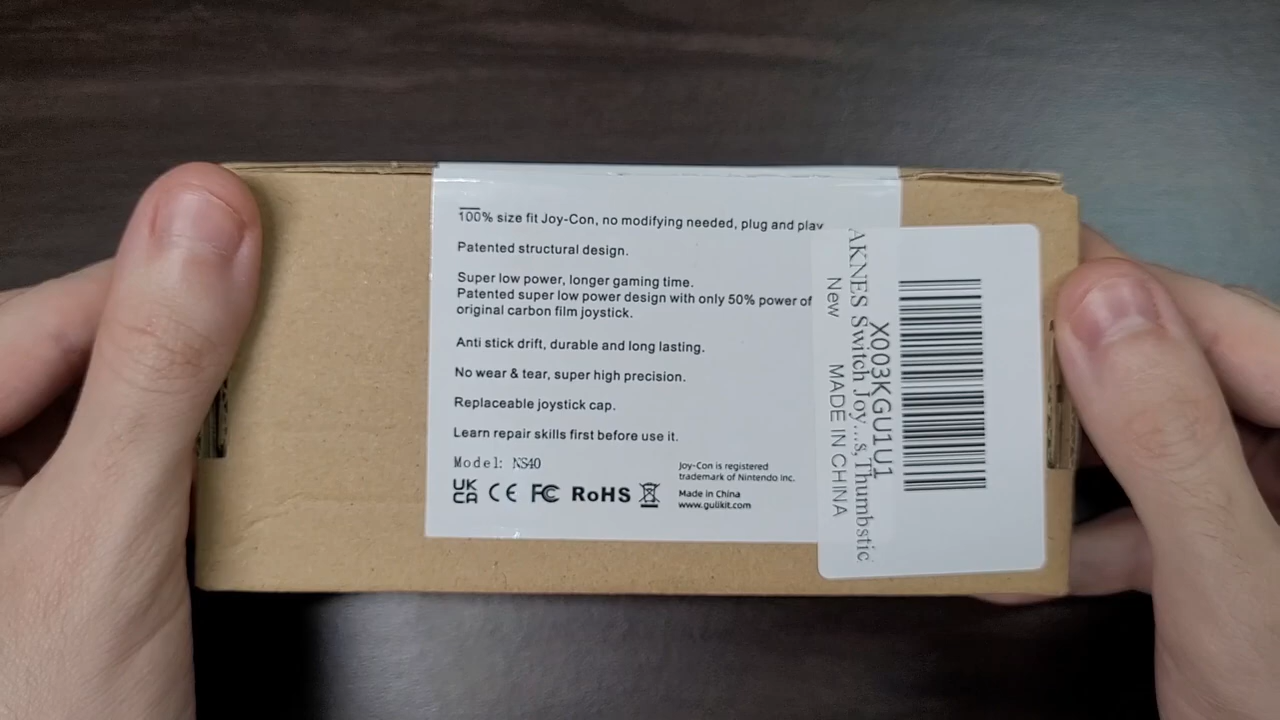 100% size fit Joy-Con, no modifying needed, plug and play
Patented structural design.
Super low power, longer gaming time.
Patented super low power design with only 50% power of
original carbon film joystick.
Anti stick drift, durable and long lasting.
No wear & tear, super high precision.
Replaceable joystick cap.
Learn repair skills first before use it.
Model: NS40
UK
CA CE FC RoHS
Joy-Con is registered
trademark of Nintendo Inc.
Made in China
www.gulikit.com
X003KGU1U1
AKNES Switch Joy...s,Thumbstic
New MADE IN CHINA